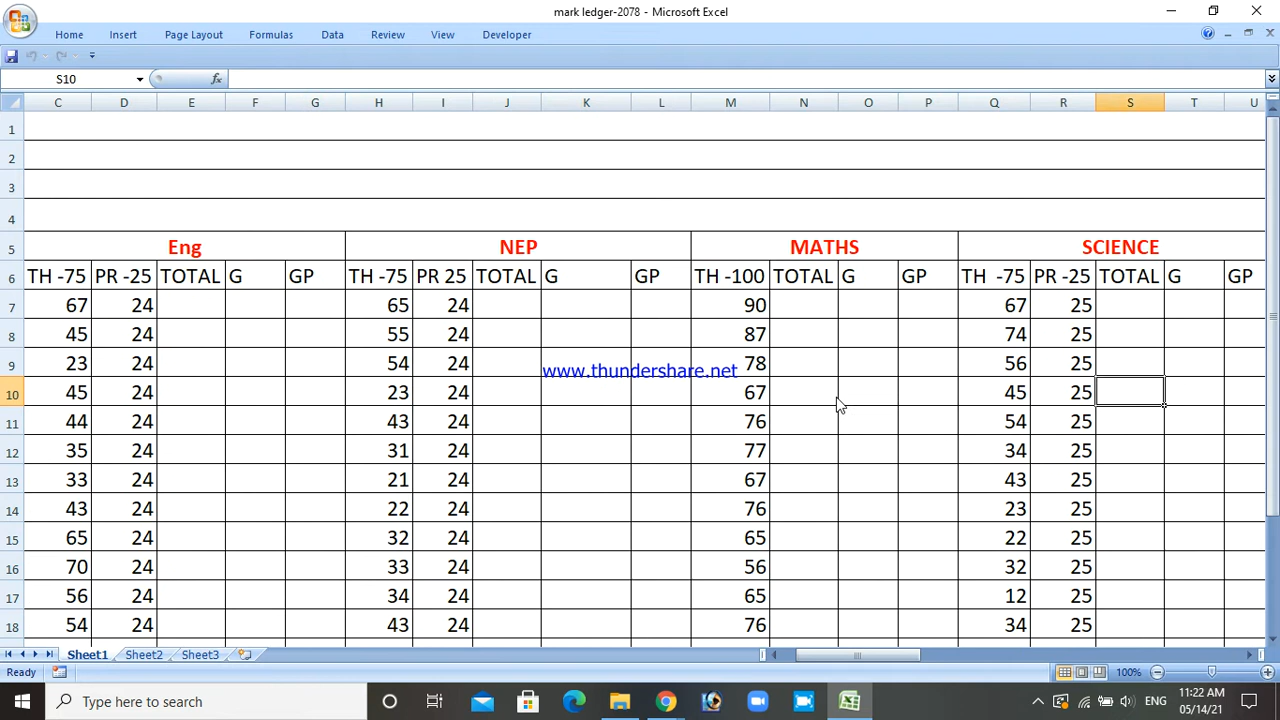 mark ledger-2078 - Microsoft Excel
Home Insert Page Layout Formulas Data Review View Developer
S10 fx
C D E F G H I J K L M N O P Q R S T U
1
2
3
4
5 Eng NEP MATHS SCIENCE
6 TH -75 PR -25 TOTAL G GP TH -75 PR 25 TOTAL G GP TH -100 TOTAL G GP TH -75 PR -25 TOTAL G GP
7 67 24 65 24 90 67 25
8 45 24 55 24 87 74 25
9 23 24 54 24 78 56 25
www.thundershare.net
10 45 24 23 24 67 45 25
11 44 24 43 24 76 54 25
12 35 24 31 24 77 34 25
13 33 24 21 24 67 43 25
14 43 24 22 24 76 23 25
15 65 24 32 24 65 22 25
16 70 24 33 24 56 32 25
17 56 24 34 24 65 12 25
18 54 24 43 24 76 34 25
Sheet1 Sheet2 Sheet3
Ready 100%
Type here to search ENG 11:22 AM
05/14/21